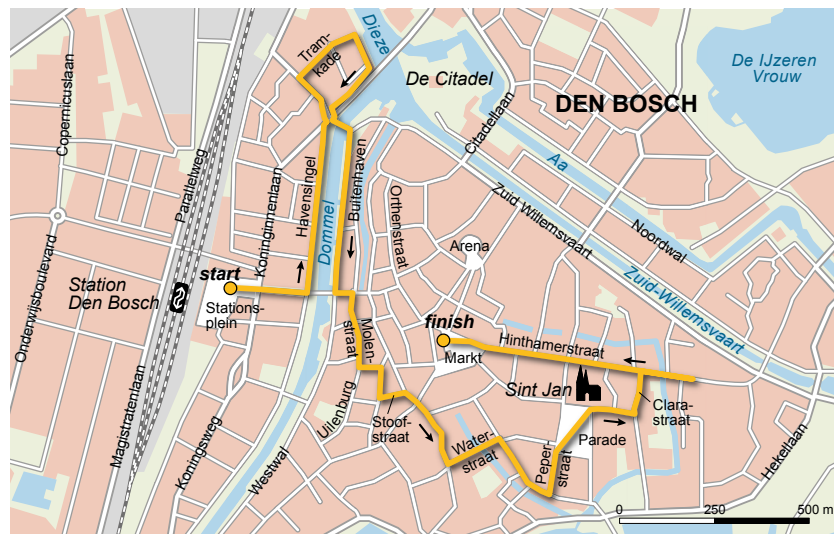 Dieze
Tram-
kade
De Citadel
De IJzeren
Vrouw
DEN BOSCH
Copernicuslaan
Parallelweg
Citadellaan
Aa
Koninginnenlaan
Havensingel
Dommel
Buitenhaven
Orthenstraat
Zuid Willemsvaart
Noordwal
Arena
Onderwijsboulevard
Station
Den Bosch
start
Stations-
plein
Zuid-Willemsvaart
finish
Markt
Hinthamerstraat
Molen-
straat
Sint Jan
Clara-
straat
Magistratenlaan
Koningsweg
Uilenburg
Stoof-
straat
Westwal
Water-
straat
Peper-
straat
Parade
Hekellaan
0
250
500 m